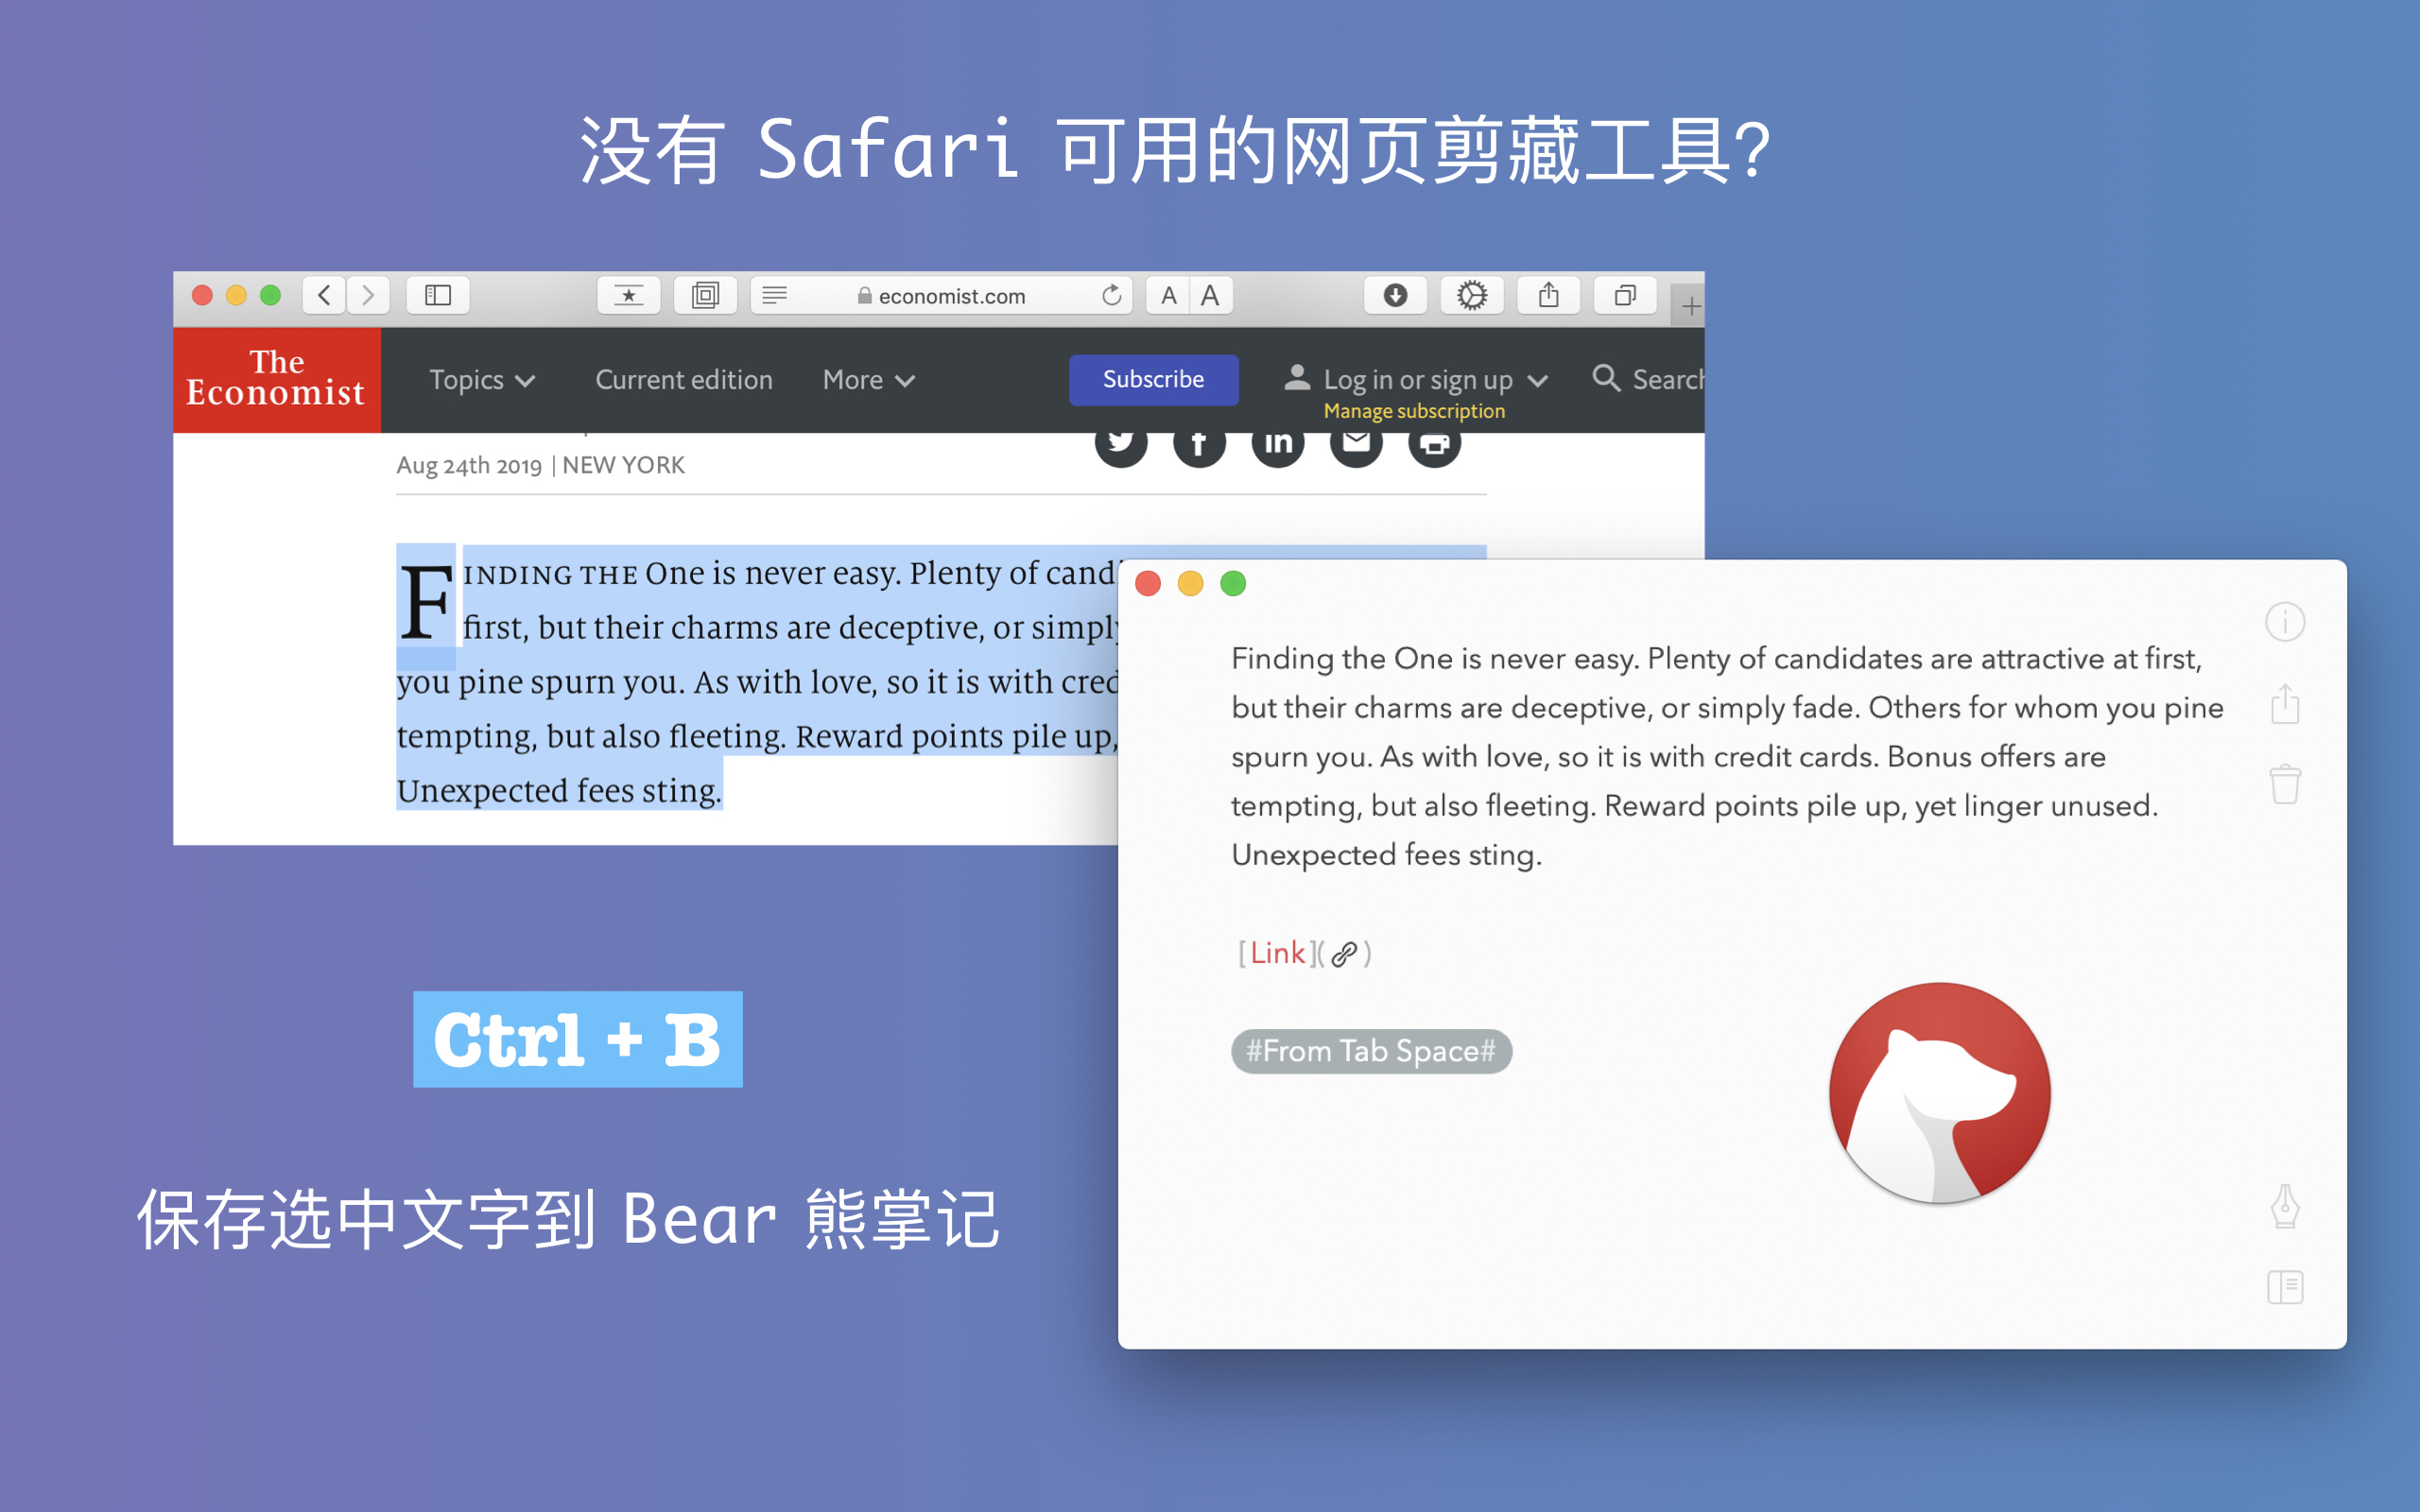 没有 Safari 可用的网页剪藏工具?
economist.com
A A
The
Economist
Topics
Current edition
More
Subscribe
Log in or sign up
Manage subscription
Search
Aug 24th 2019 | NEW YORK
FINDING THE One is never easy. Plenty of candi
first, but their charms are deceptive, or simply
you pine spurn you. As with love, so it is with cred
tempting, but also fleeting. Reward points pile up,
Unexpected fees sting.
Finding the One is never easy. Plenty of candidates are attractive at first,
but their charms are deceptive, or simply fade. Others for whom you pine
spurn you. As with love, so it is with credit cards. Bonus offers are
tempting, but also fleeting. Reward points pile up, yet linger unused.
Unexpected fees sting.
[Link]()
#From Tab Space#
Ctrl + B
保存选中文字到 Bear 熊掌记